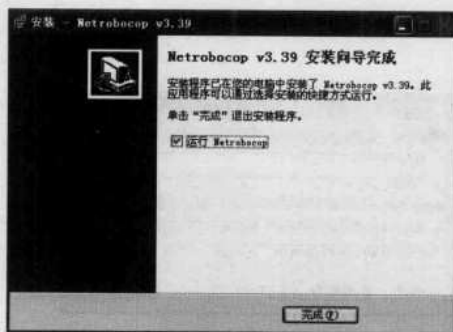 安装 - Netrobocop v3.39
Netrobocop v3.39 安装向导完成
安装程序已在您的电脑中安装了 Netrobocop v3.39。此
应用程序可以通过选择安装的快捷方式运行。
单击“完成”退出安装程序。
运行 Netrobocop
完成(F)